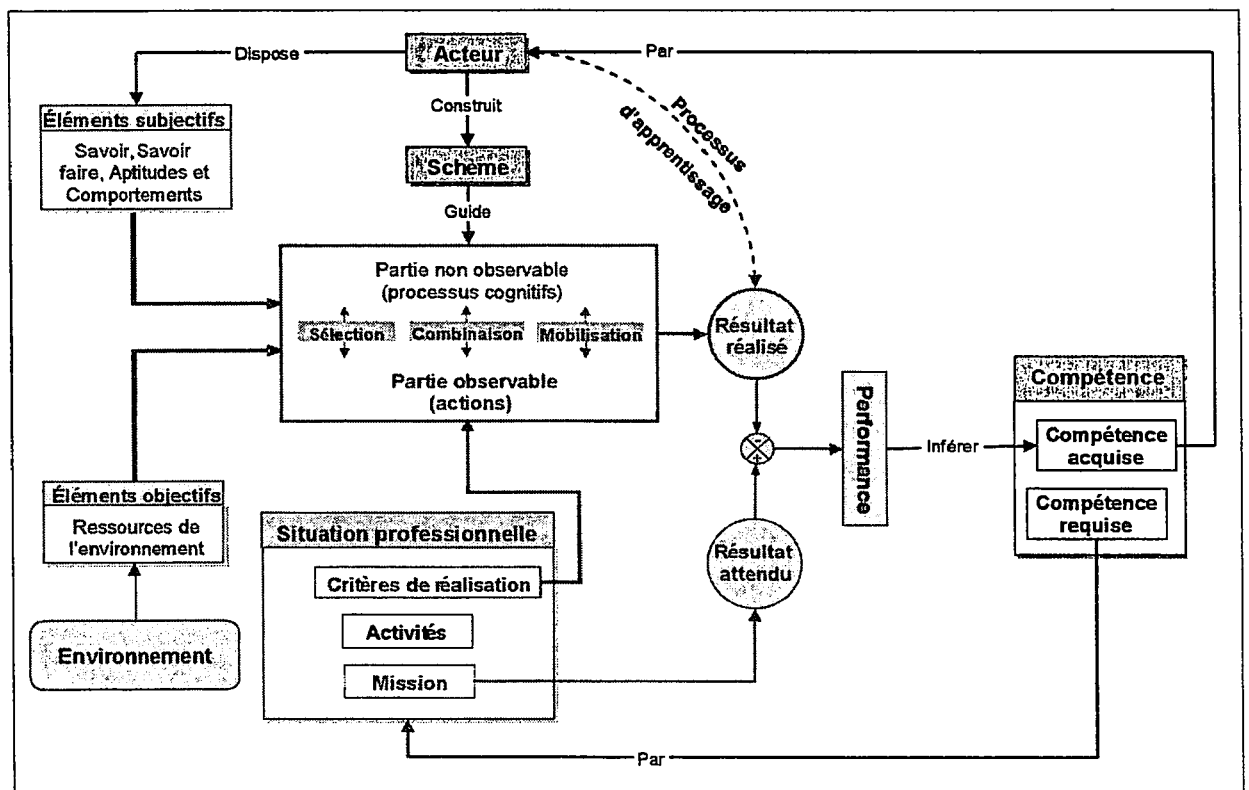 Dispose
Acteur
Par
Construit
Processus
d'apprentissage
Éléments subjectifs
Savoir, Savoir
faire, Aptitudes et
Comportements
Schème
Guide
Partie non observable
(processus cognitifs)
Sélection
Combinaison
Mobilisation
Partie observable
(actions)
Résultat
réalisé
-
+
Performance
Inférer
Compétence
Compétence
acquise
Compétence
requise
Éléments objectifs
Ressources de
l'environnement
Environnement
Situation professionnelle
Critères de réalisation
Activités
Mission
Résultat
attendu
Par